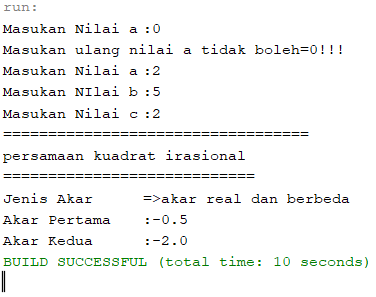 run:
Masukan Nilai a :0
Masukan ulang nilai a tidak boleh=0!!!
Masukan Nilai a :2
Masukan NIlai b :5
Masukan Nilai c :2
==================================
persamaan kuadrat irasional
============================
Jenis Akar     =>akar real dan berbeda
Akar Pertama   :-0.5
Akar Kedua     :-2.0
BUILD SUCCESSFUL (total time: 10 seconds)